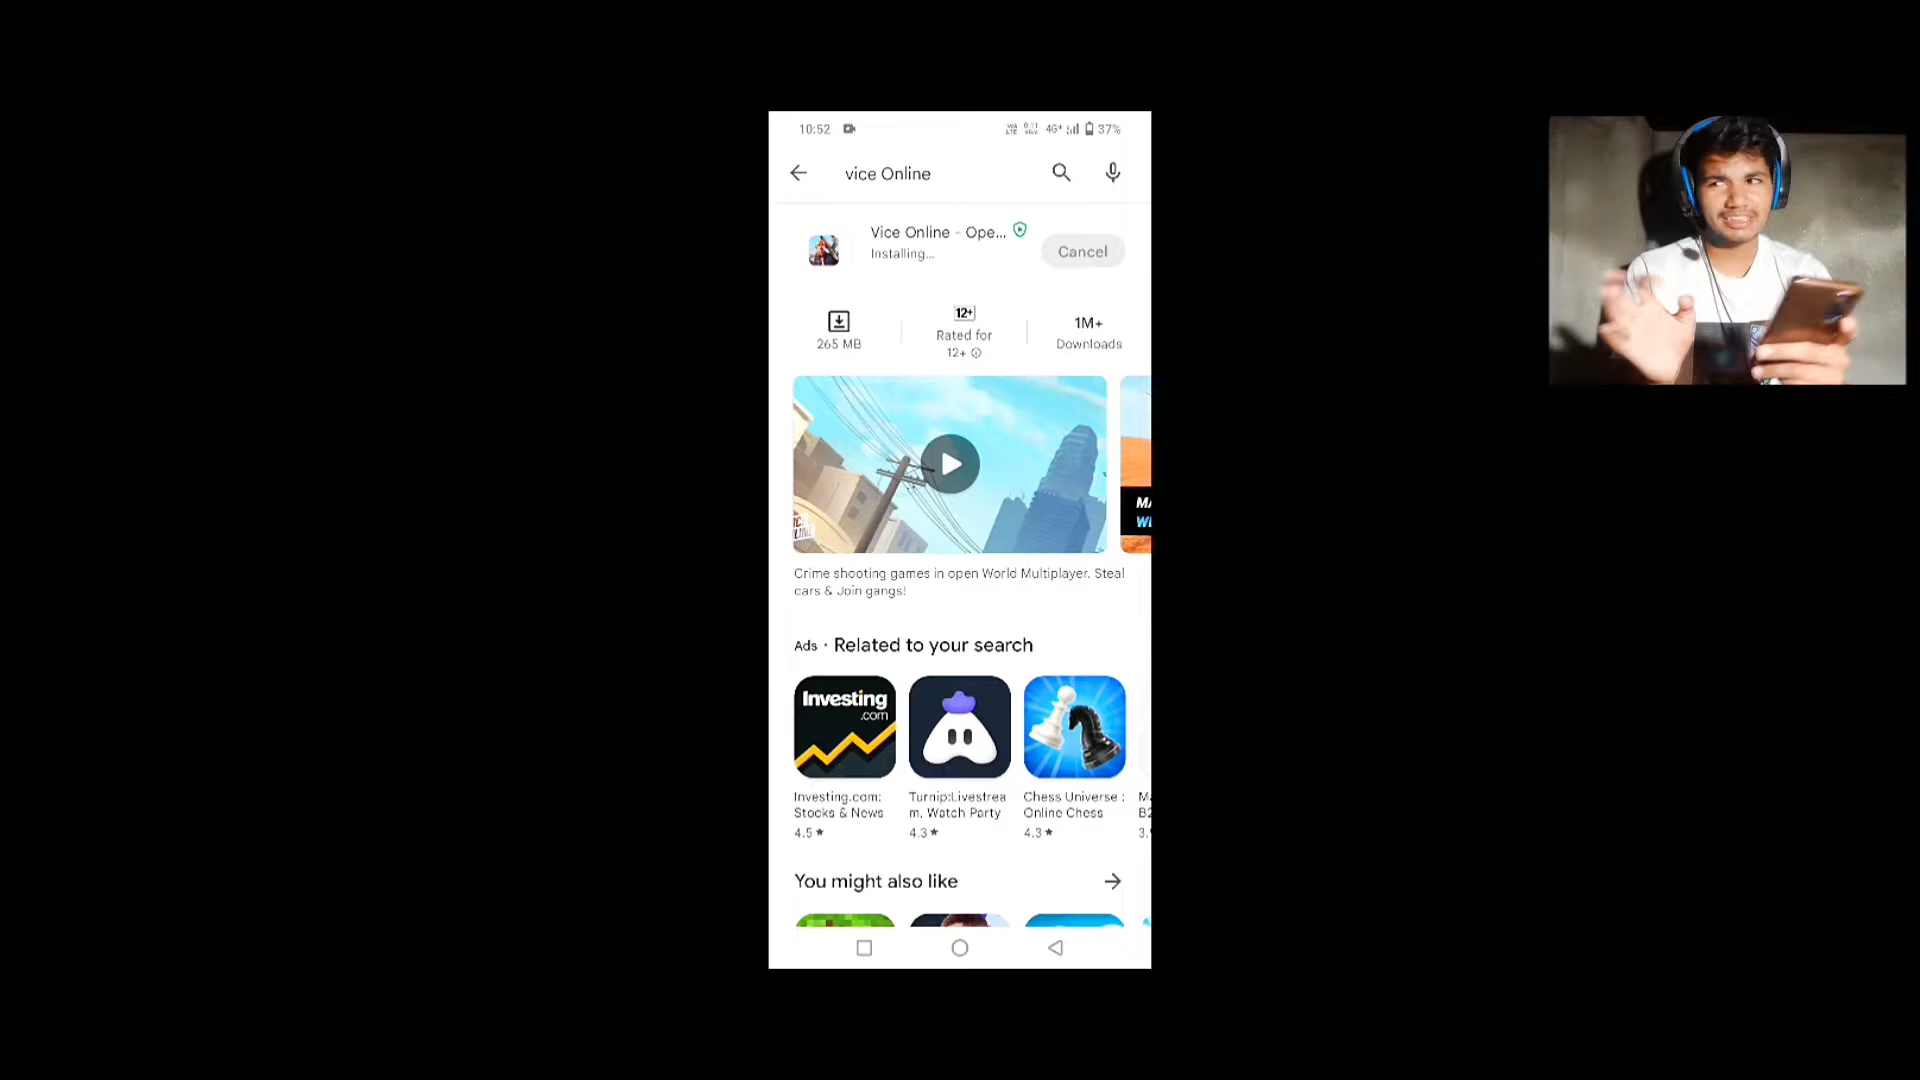 10:52
4G+ 37%
vice Online
Vice Online - Ope...
Installing...
Cancel
265 MB
12+
Rated for
12+
1M+
Downloads
Crime shooting games in open World Multiplayer. Steal
cars & Join gangs!
Ads · Related to your search
Investing
.com
Investing.com:
Stocks & News
4.5★
Turnip:Livestrea
m, Watch Party
4.3★
Chess Universe :
Online Chess
4.3★
You might also like